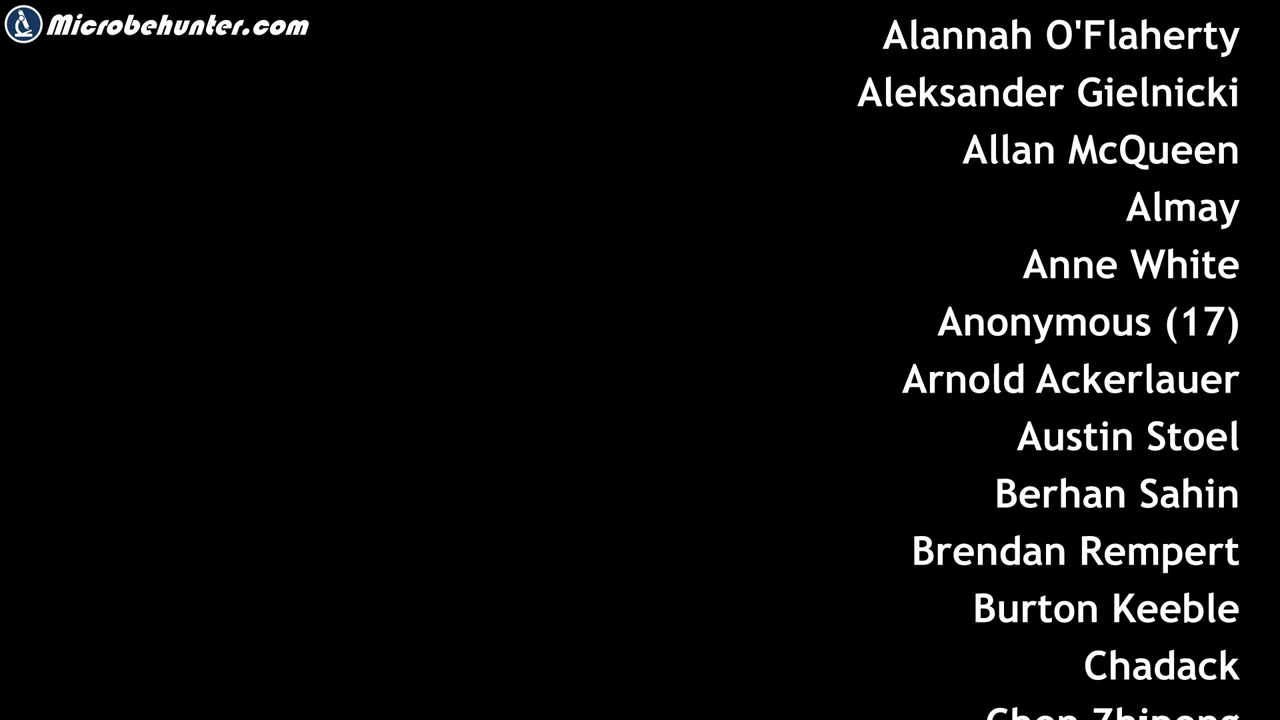 Microbehunter.com
Alannah O'Flaherty
Aleksander Gielnicki
Allan McQueen
Almay
Anne White
Anonymous (17)
Arnold Ackerlauer
Austin Stoel
Berhan Sahin
Brendan Rempert
Burton Keeble
Chadack